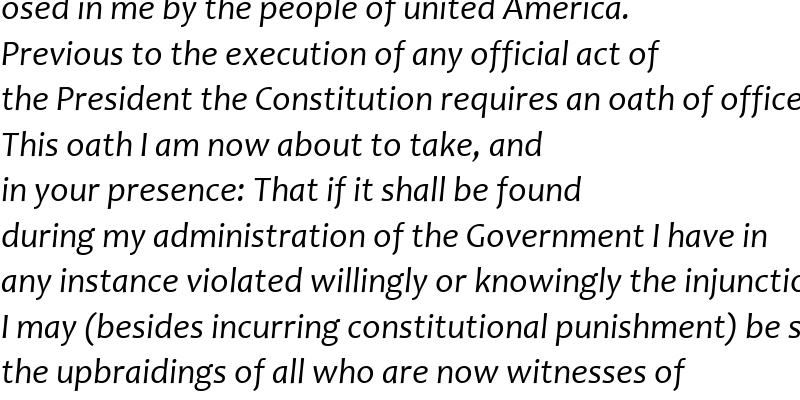 osed in me by the people of united America.
Previous to the execution of any official act of
the President the Constitution requires an oath of office
This oath I am now about to take, and
in your presence: That if it shall be found
during my administration of the Government I have in
any instance violated willingly or knowingly the injunctio
I may (besides incurring constitutional punishment) be s
the upbraidings of all who are now witnesses of